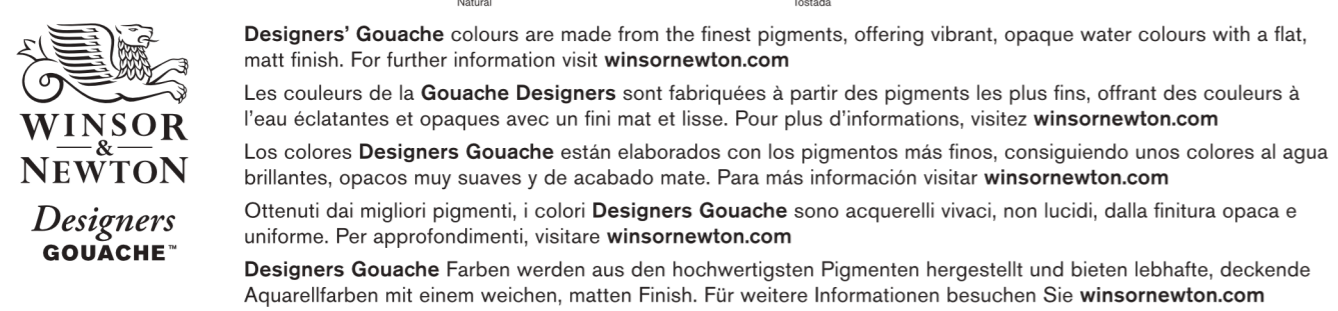 Natural
Tostada
WINSOR
&
NEWTON
Designers
GOUACHE™
Designers' Gouache colours are made from the finest pigments, offering vibrant, opaque water colours with a flat,
matt finish. For further information visit winsornewton.com
Les couleurs de la Gouache Designers sont fabriquées à partir des pigments les plus fins, offrant des couleurs à
l'eau éclatantes et opaques avec un fini mat et lisse. Pour plus d'informations, visitez winsornewton.com
Los colores Designers Gouache están elaborados con los pigmentos más finos, consiguiendo unos colores al agua
brillantes, opacos muy suaves y de acabado mate. Para más información visitar winsornewton.com
Ottenuti dai migliori pigmenti, i colori Designers Gouache sono acquerelli vivaci, non lucidi, dalla finitura opaca e
uniforme. Per approfondimenti, visitare winsornewton.com
Designers Gouache Farben werden aus den hochwertigsten Pigmenten hergestellt und bieten lebhafte, deckende
Aquarellfarben mit einem weichen, matten Finish. Für weitere Informationen besuchen Sie winsornewton.com